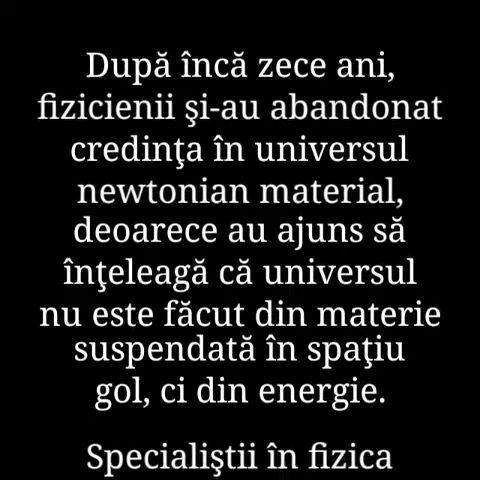 După încă zece ani,
fizicienii şi-au abandonat
credinţa în universul
newtonian material,
deoarece au ajuns să
înţeleagă că universul
nu este făcut din materie
suspendată în spaţiu
gol, ci din energie.
Specialiştii în fizica